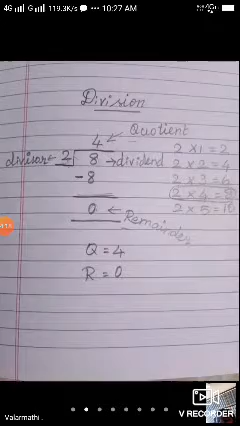 4G G 119.3K/s 10:27 AM
Division
4 ← Quotient
divisor ← 2 8 → dividend
-8
0 ← Remainder
Q = 4
R = 0
2 × 1 = 2
2 × 2 = 4
2 × 3 = 6
2 × 4 = 8
2 × 5 = 10
Valarmathi .
V RECORDER